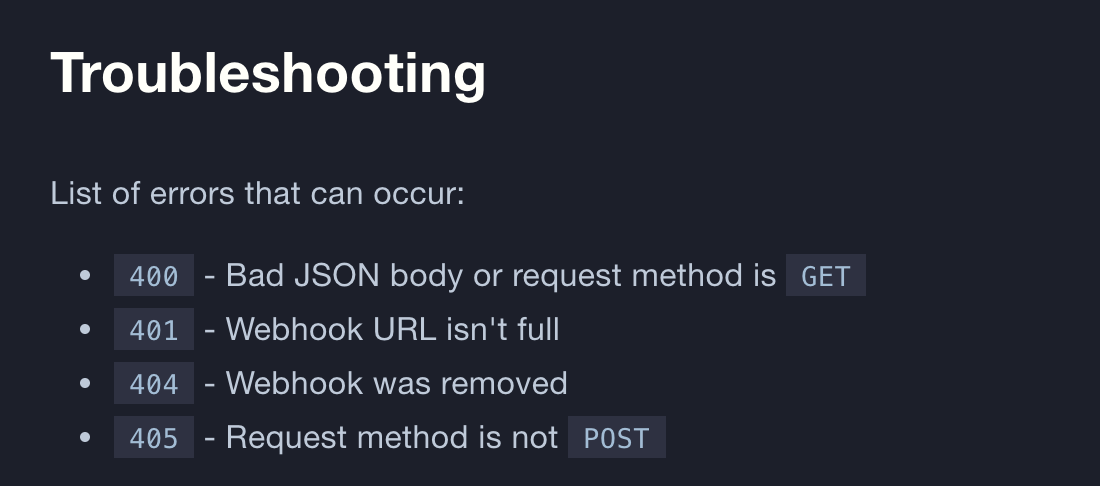 Troubleshooting
List of errors that can occur:
• 400 - Bad JSON body or request method is GET
• 401 - Webhook URL isn't full
• 404 - Webhook was removed
• 405 - Request method is not POST